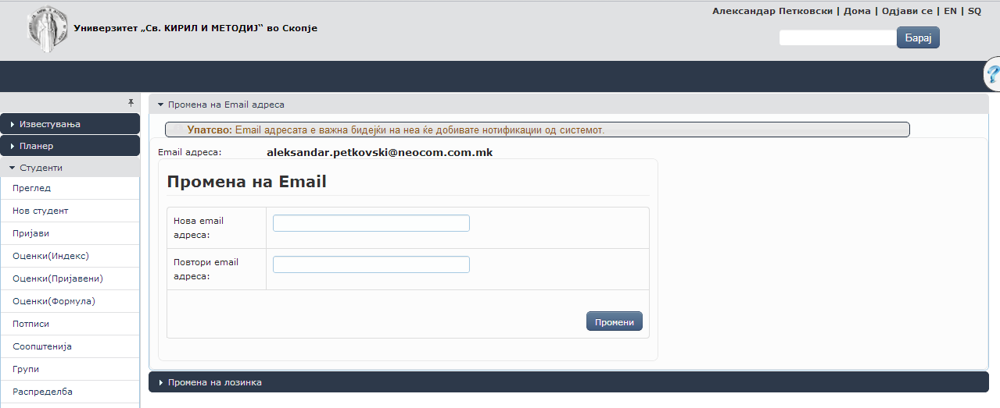 Александар Петковски | Дома | Одјави се | EN | SQ
Универзитет „Св. КИРИЛ И МЕТОДИЈ“ во Скопје
Барај
Известувања
Планер
Студенти
Преглед
Нов студент
Пријави
Оценки(Индекс)
Оценки(Пријавени)
Оценки(Формула)
Потписи
Соопштенија
Групи
Распределба
Промена на Email адреса
Упатсво: Email адресата е важна бидејќи на неа ќе добивате нотификации од системот.
Email адреса: aleksandar.petkovski@neocom.com.mk
Промена на Email
Нова email
адреса:
Повтори email
адреса:
Промени
Промена на лозинка